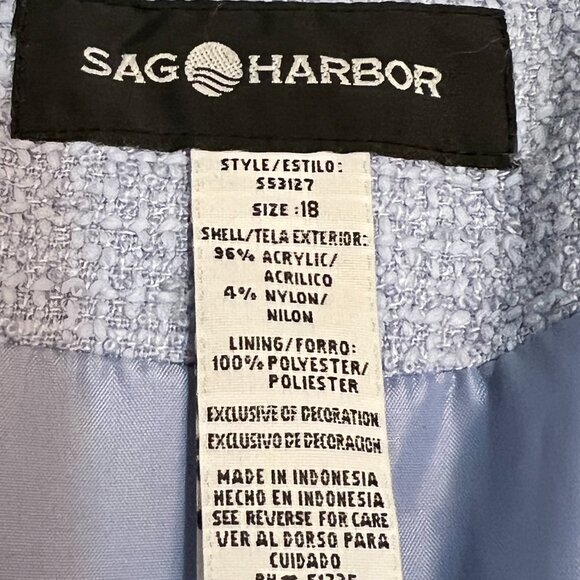 SAG HARBOR
STYLE/ESTILO:
S53127
SIZE:18
SHELL/TELA EXTERIOR:
96% ACRYLIC/
ACRILICO
4% NYLON/
NILON
LINING/FORRO:
100% POLYESTER/
POLIESTER
EXCLUSIVE OF DECORATION
EXCLUSIVO DE DECORACION
MADE IN INDONESIA
HECHO EN INDONESIA
SEE REVERSE FOR CARE
VER AL DORSO PARA
CUIDADO